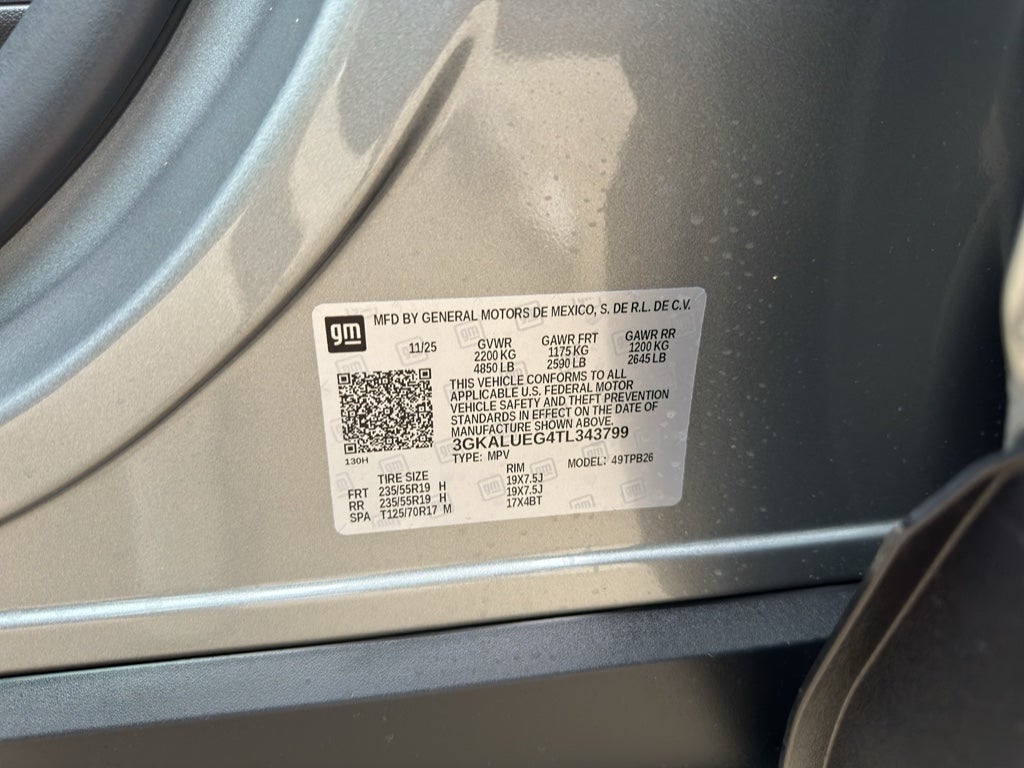 gm
MFD BY GENERAL MOTORS DE MEXICO, S. DE R.L. DE C.V.
11/25 GVWR GAWR FRT GAWR RR
2200 KG 1175 KG 1200 KG
4850 LB 2590 LB 2645 LB
THIS VEHICLE CONFORMS TO ALL
APPLICABLE U.S. FEDERAL MOTOR
VEHICLE SAFETY AND THEFT PREVENTION
STANDARDS IN EFFECT ON THE DATE OF
MANUFACTURE SHOWN ABOVE.
3GKALUEG4TL343799
130H TYPE: MPV MODEL: 49TPB26
TIRE SIZE RIM
FRT 235/55R19 H 19X7.5J
RR 235/55R19 H 19X7.5J
SPA T125/70R17 M 17X4BT